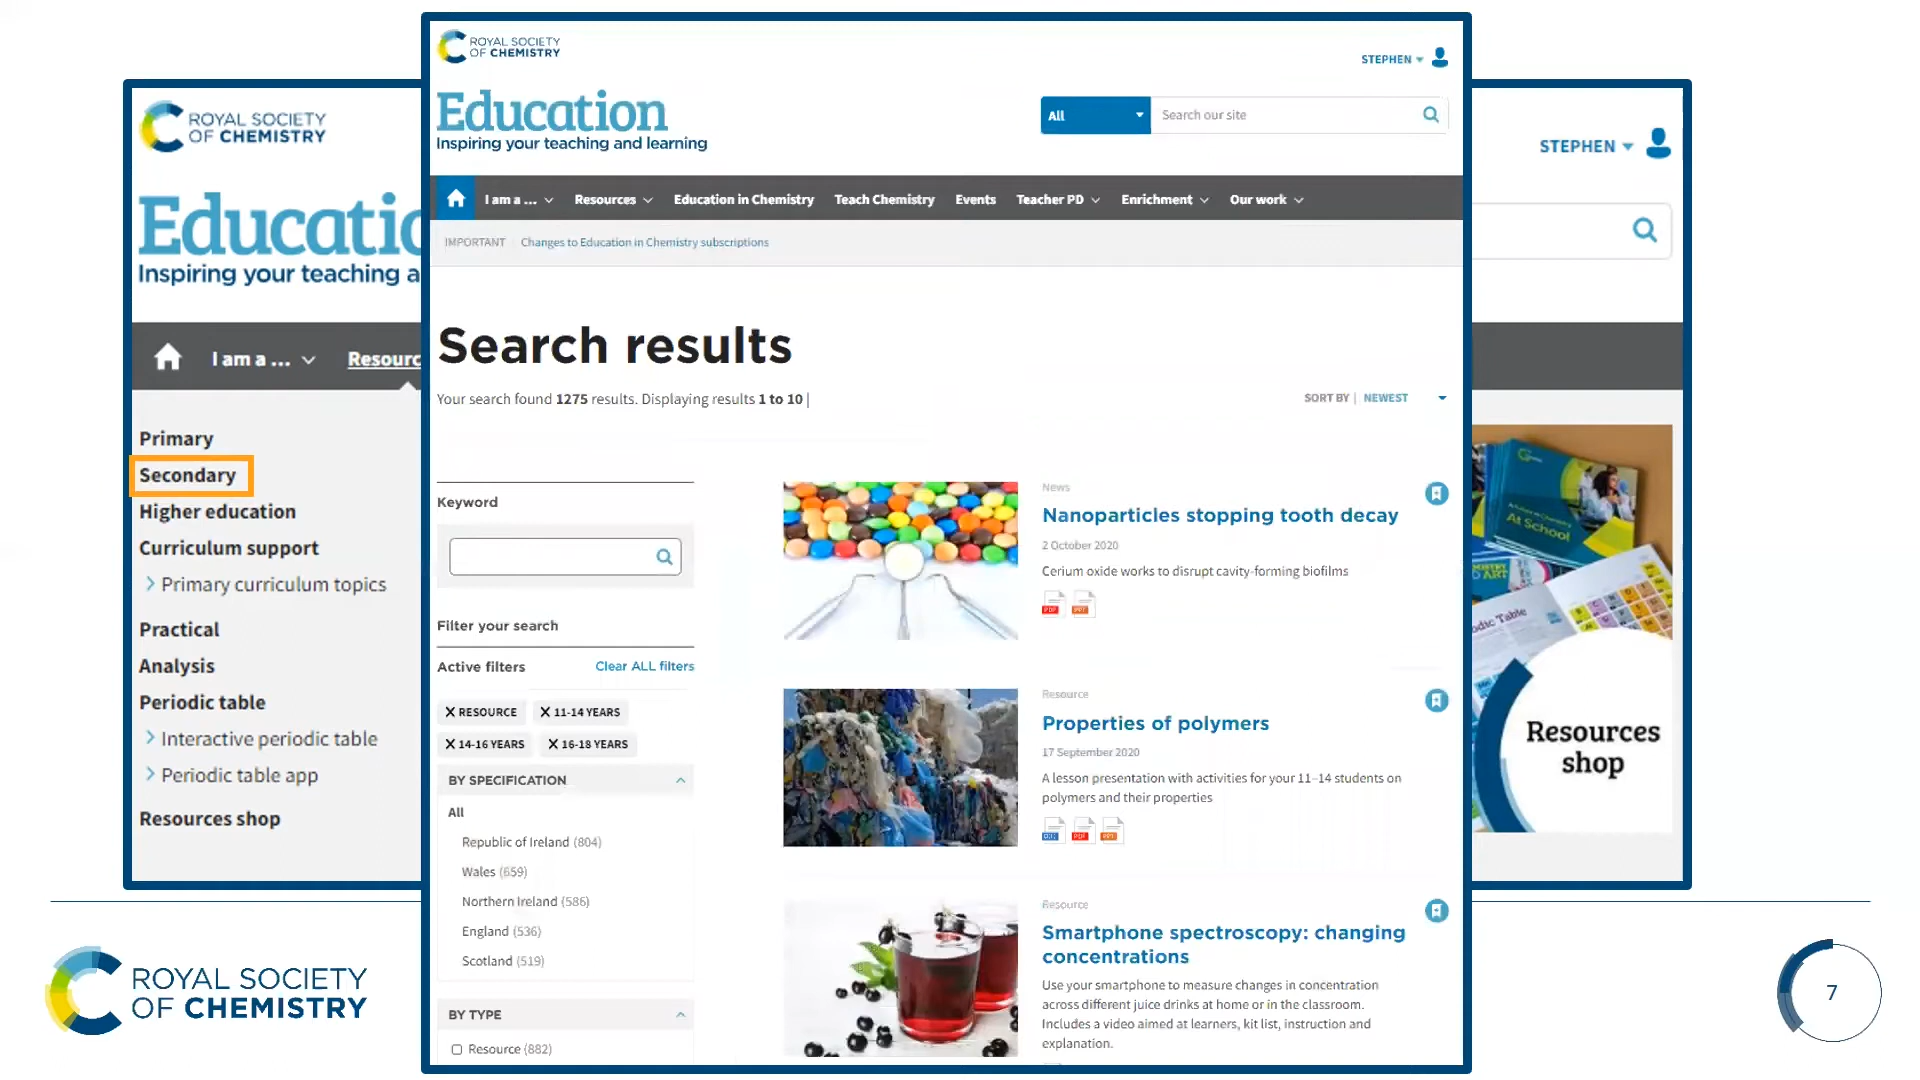 ROYAL SOCIETY
OF CHEMISTRY
Educatio
Inspiring your teaching a
I am a ...
Resourc
Primary
Secondary
Higher education
Curriculum support
Primary curriculum topics
Practical
Analysis
Periodic table
Interactive periodic table
Periodic table app
Resources shop
ROYAL SOCIETY
OF CHEMISTRY
STEPHEN
Education
Inspiring your teaching and learning
All
Search our site
I am a ...
Resources
Education in Chemistry
Teach Chemistry
Events
Teacher PD
Enrichment
Our work
IMPORTANT
Changes to Education in Chemistry subscriptions
Search results
Your search found 1275 results. Displaying results 1 to 10 |
SORT BY | NEWEST
Keyword
Filter your search
Active filters
Clear ALL filters
X RESOURCE
X 11-14 YEARS
X 14-16 YEARS
X 16-18 YEARS
BY SPECIFICATION
All
Republic of Ireland (804)
Wales (659)
Northern Ireland (586)
England (536)
Scotland (519)
BY TYPE
Resource (882)
News
Nanoparticles stopping tooth decay
2 October 2020
Cerium oxide works to disrupt cavity-forming biofilms
PDF
PPT
Resource
Properties of polymers
17 September 2020
A lesson presentation with activities for your 11–14 students on
polymers and their properties
DOC
PDF
PPT
Resource
Smartphone spectroscopy: changing
concentrations
Use your smartphone to measure changes in concentration
across different juice drinks at home or in the classroom.
Includes a video aimed at learners, kit list, instruction and
explanation.
STEPHEN
At School
odic Table
Resources
shop
ROYAL SOCIETY
OF CHEMISTRY
7